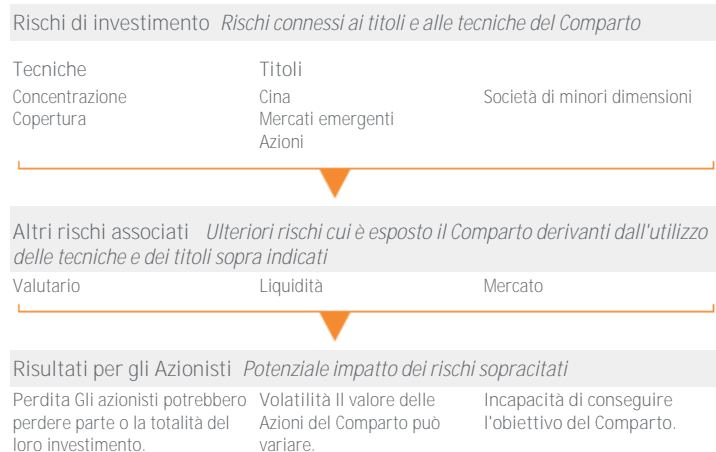 Rischi di investimento Rischi connessi ai titoli e alle tecniche del Comparto
Tecniche
Concentrazione
Copertura
Titoli
Cina
Mercati emergenti
Azioni
Società di minori dimensioni
Altri rischi associati Ulteriori rischi cui è esposto il Comparto derivanti dall'utilizzo
delle tecniche e dei titoli sopra indicati
Valutario
Liquidità
Mercato
Risultati per gli Azionisti Potenziale impatto dei rischi sopracitati
Perdita Gli azionisti potrebbero
perdere parte o la totalità del
loro investimento.
Volatilità Il valore delle
Azioni del Comparto può
variare.
Incapacità di conseguire
l'obiettivo del Comparto.